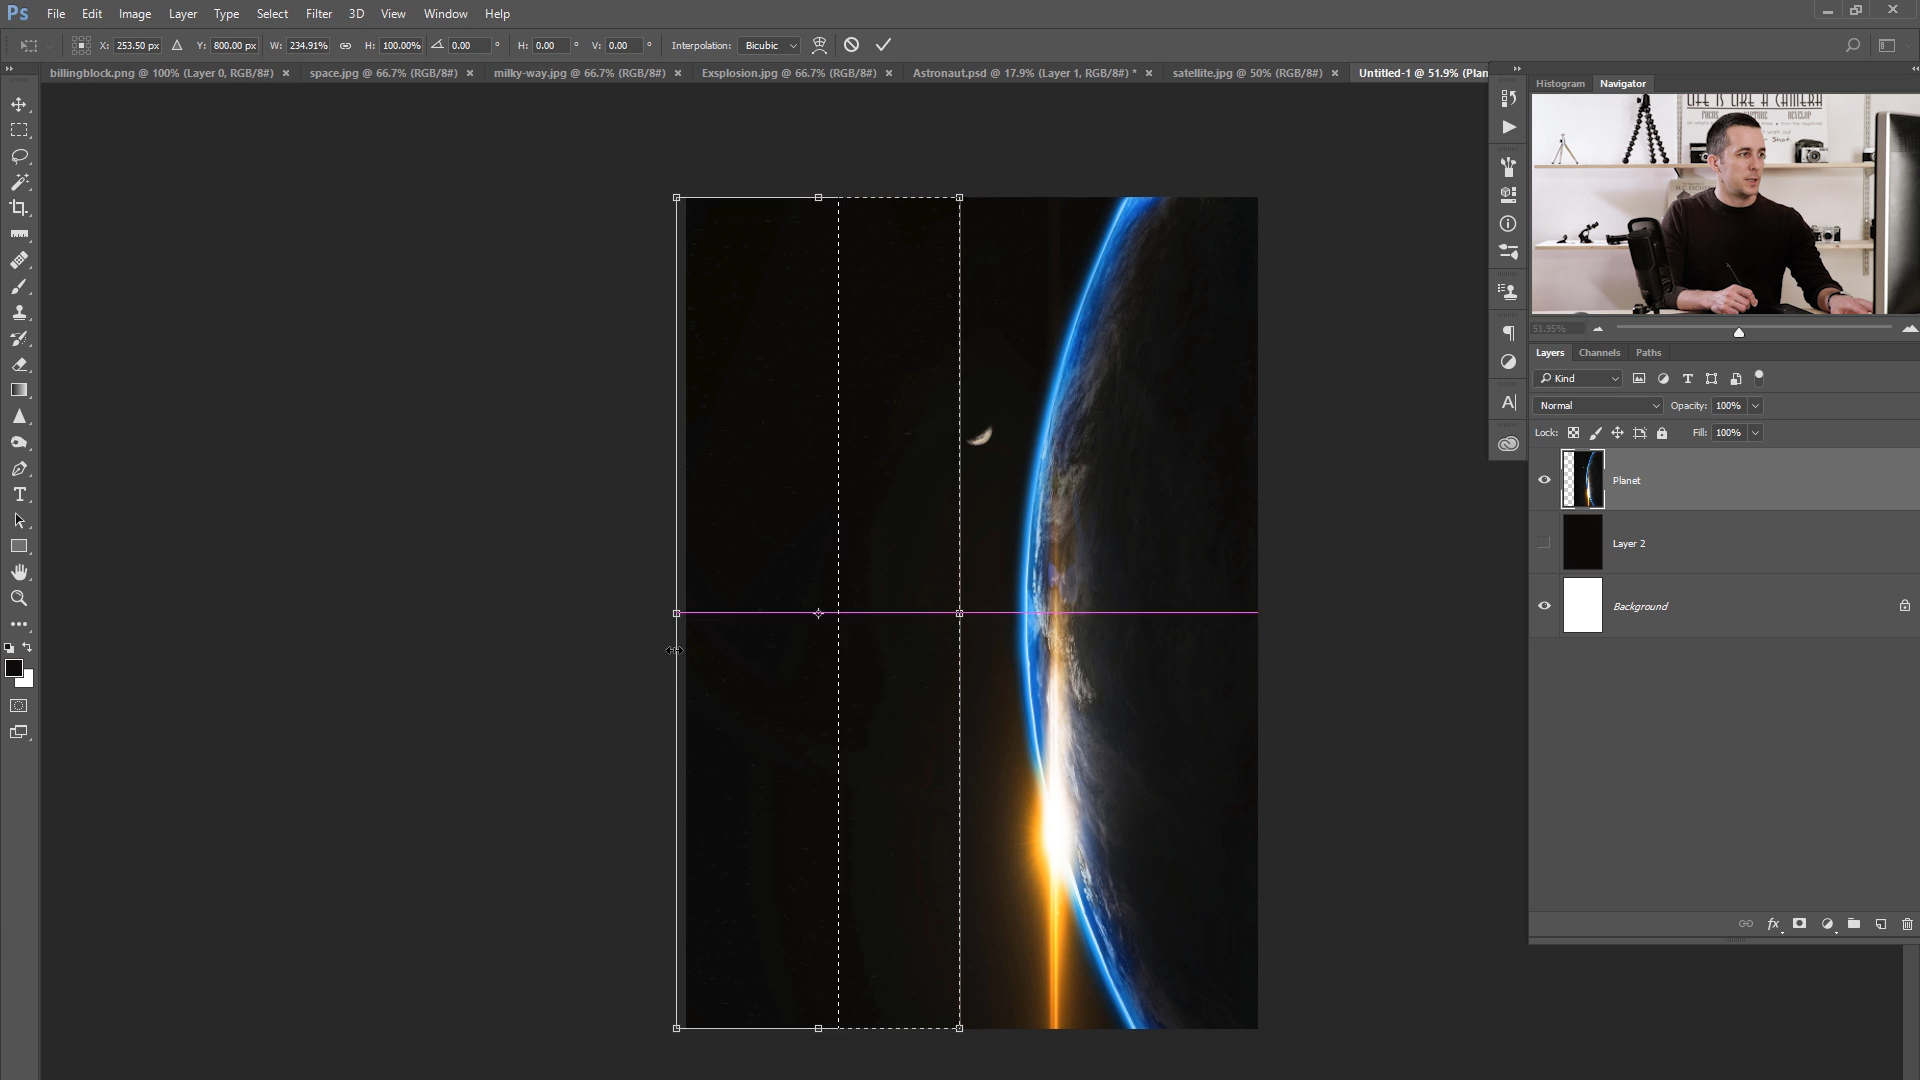 Ps File Edit Image Layer Type Select Filter 3D View Window Help
X: 253.50 px Y: 800.00 px W: 234.91% H: 100.00% 0.00 ° H: 0.00 ° V: 0.00 ° Interpolation: Bicubic
billingblock.png @ 100% (Layer 0, RGB/8#) × space.jpg @ 66.7% (RGB/8#) × milky-way.jpg @ 66.7% (RGB/8#) × Exsplosion.jpg @ 66.7% (RGB/8#) × Astronaut.psd @ 17.9% (Layer 1, RGB/8#) * × satellite.jpg @ 50% (RGB/8#) × Untitled-1 @ 51.9% (Plan
Histogram Navigator
LIFE IS LIKE A CAMERA
FOCUS CAPTURE DEVELOP
Shot
51.95%
Layers Channels Paths
Kind
Normal Opacity: 100%
Lock: Fill: 100%
Planet
Layer 2
Background
fx